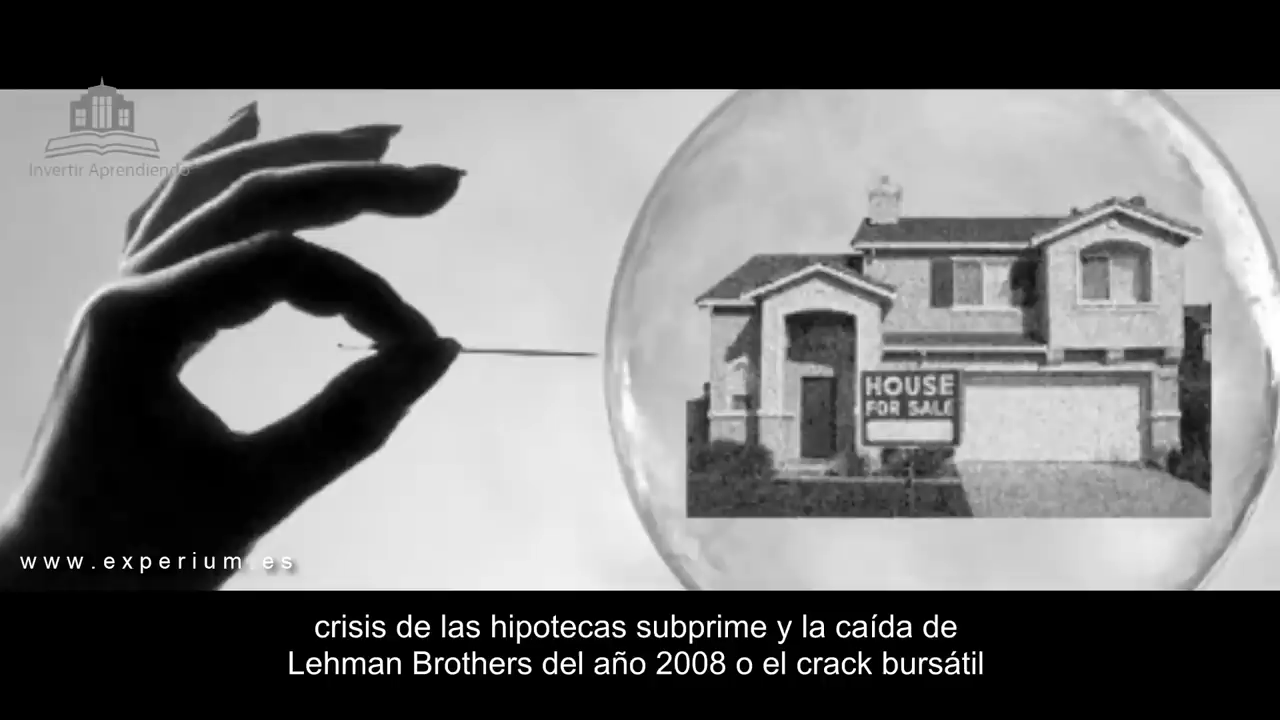 Invertir Aprendiendo
HOUSE
FOR SALE
www.experium.es
crisis de las hipotecas subprime y la caída de
Lehman Brothers del año 2008 o el crack bursátil